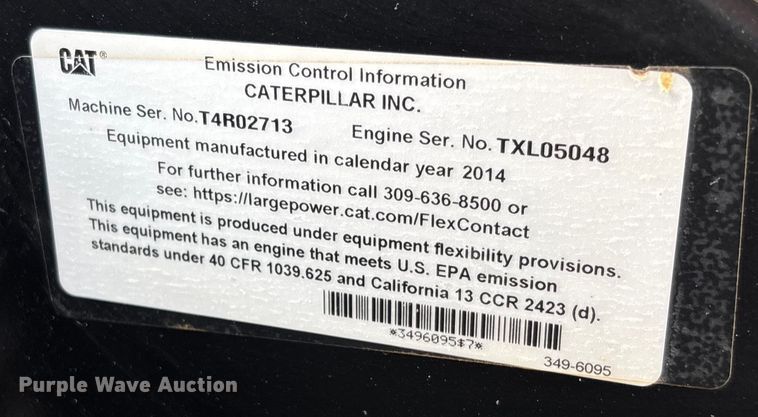 CAT®
Emission Control Information
CATERPILLAR INC.
Machine Ser. No.T4R02713 Engine Ser. No. TXL05048
Equipment manufactured in calendar year 2014
For further information call 309-636-8500 or
see: https://largepower.cat.com/FlexContact
This equipment is produced under equipment flexibility provisions.
This equipment has an engine that meets U.S. EPA emission
standards under 40 CFR 1039.625 and California 13 CCR 2423 (d).
*3496095$7*
349-6095
Purple Wave Auction